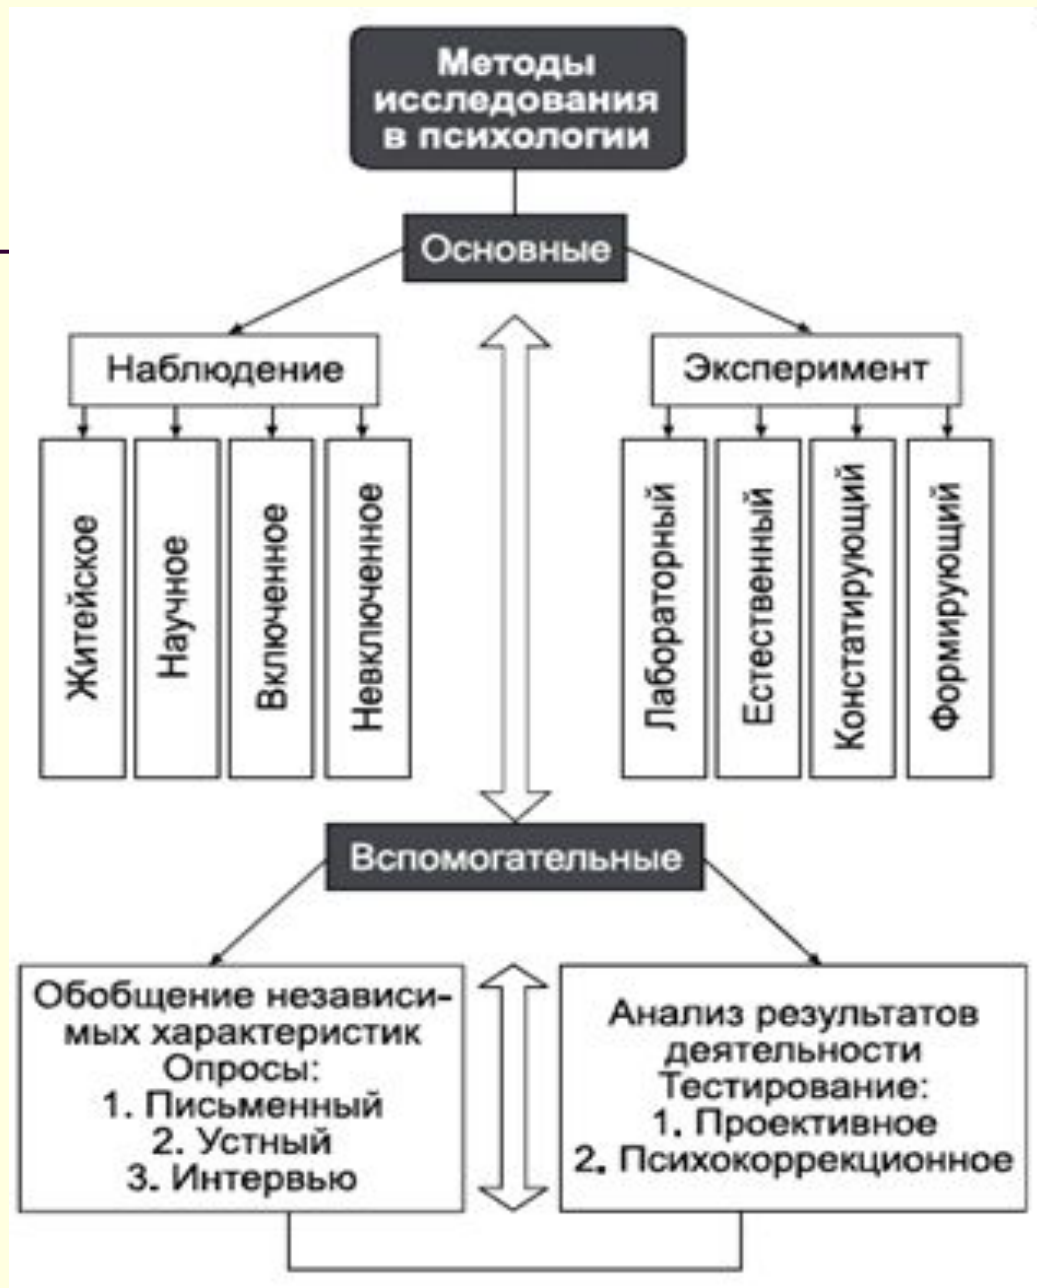 Методы
исследования
в психологии
Основные
Наблюдение
Эксперимент
Житейское
Научное
Включенное
Невключенное
Лабораторный
Естественный
Констатирующий
Формирующий
Вспомогательные
Обобщение независи-
мых характеристик
Опросы:
1. Письменный
2. Устный
3. Интервью
Анализ результатов
деятельности
Тестирование:
1. Проективное
2. Психокоррекционное